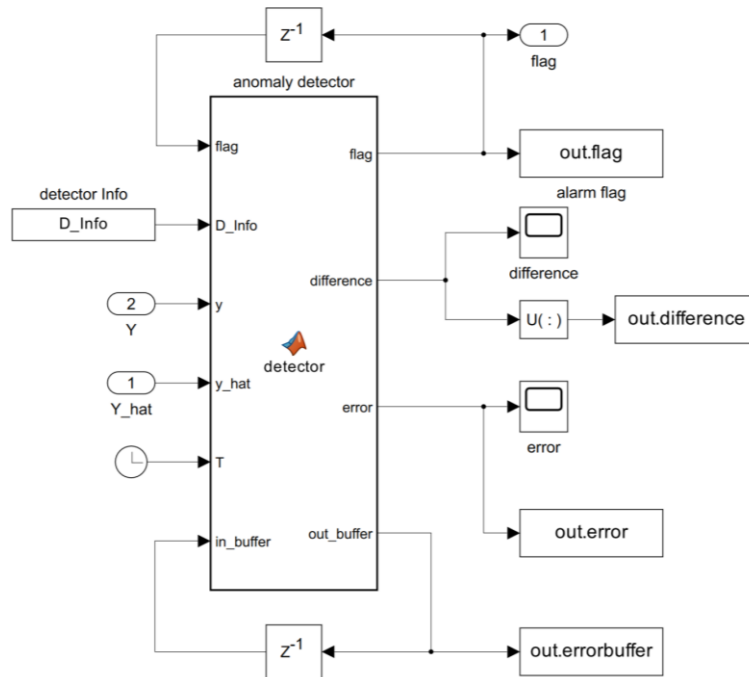 z-1
1
flag
anomaly detector
flag
flag
out.flag
alarm flag
detector Info
D_Info
D_Info
difference
difference
2
Y
y
U( : )
out.difference
detector
1
Y_hat
y_hat
error
error
T
out.error
in_buffer
out_buffer
z-1
out.errorbuffer